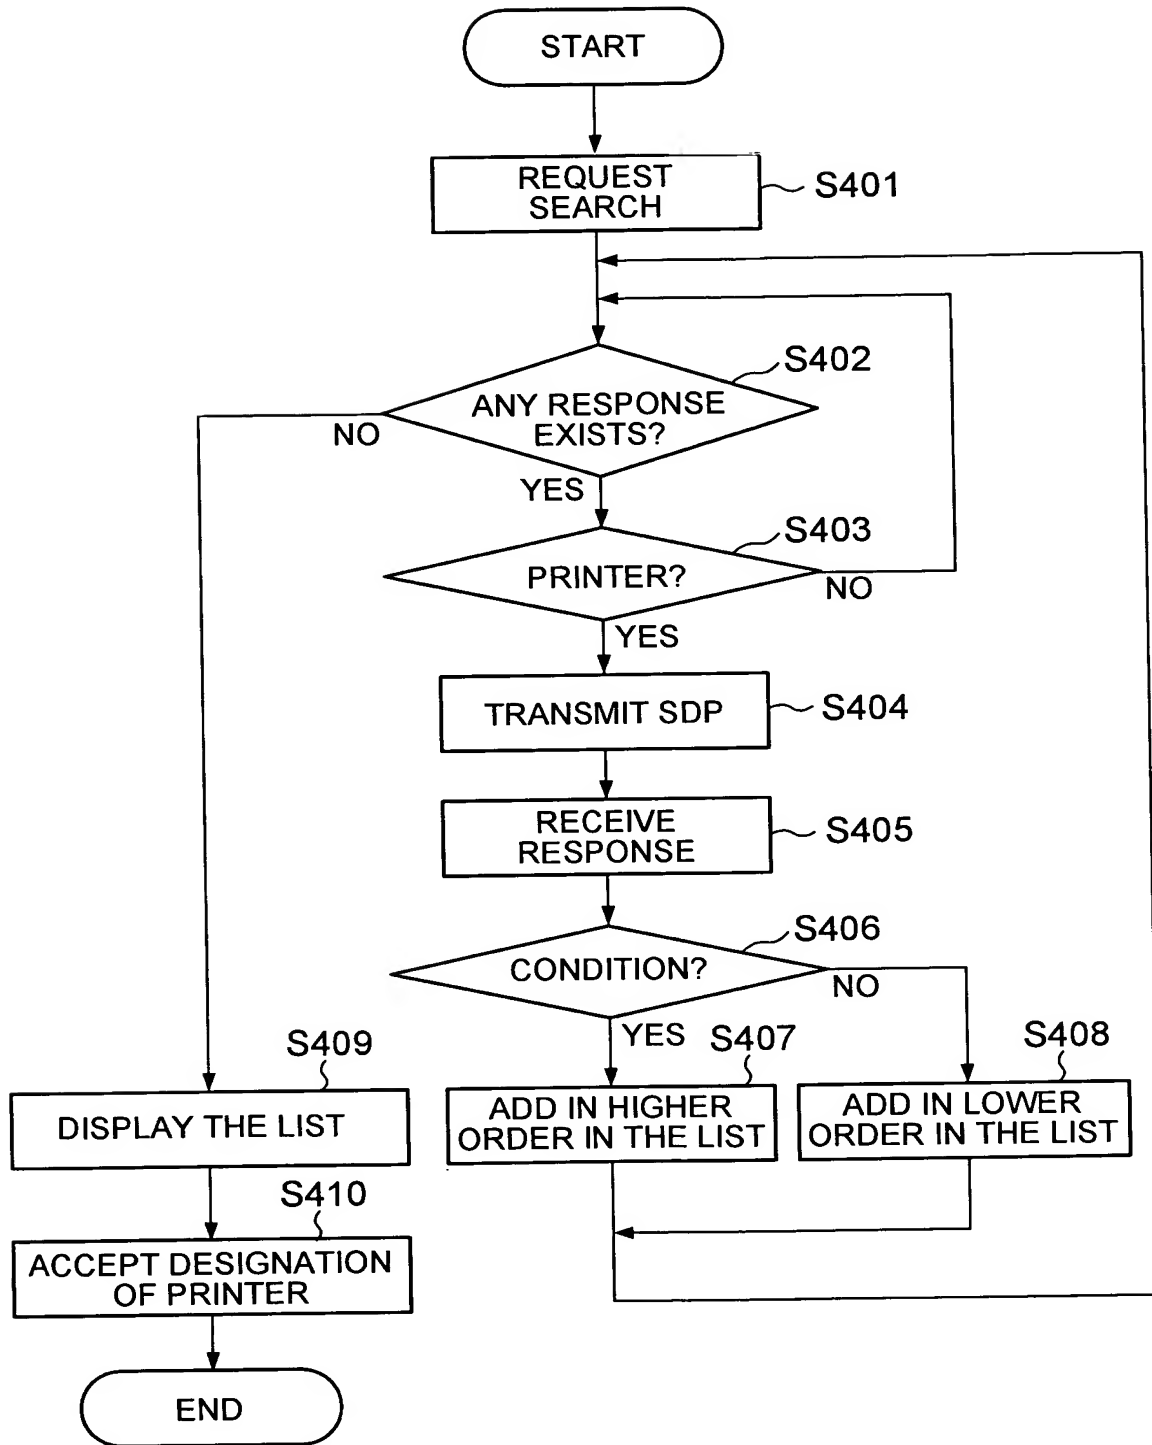 START
REQUEST
SEARCH
S401
S402
ANY RESPONSE
EXISTS?
NO
YES
S403
PRINTER?
NO
YES
TRANSMIT SDP
S404
RECEIVE
RESPONSE
S405
S406
CONDITION?
NO
YES
S407
S408
ADD IN HIGHER
ORDER IN THE LIST
ADD IN LOWER
ORDER IN THE LIST
S409
DISPLAY THE LIST
S410
ACCEPT DESIGNATION
OF PRINTER
END